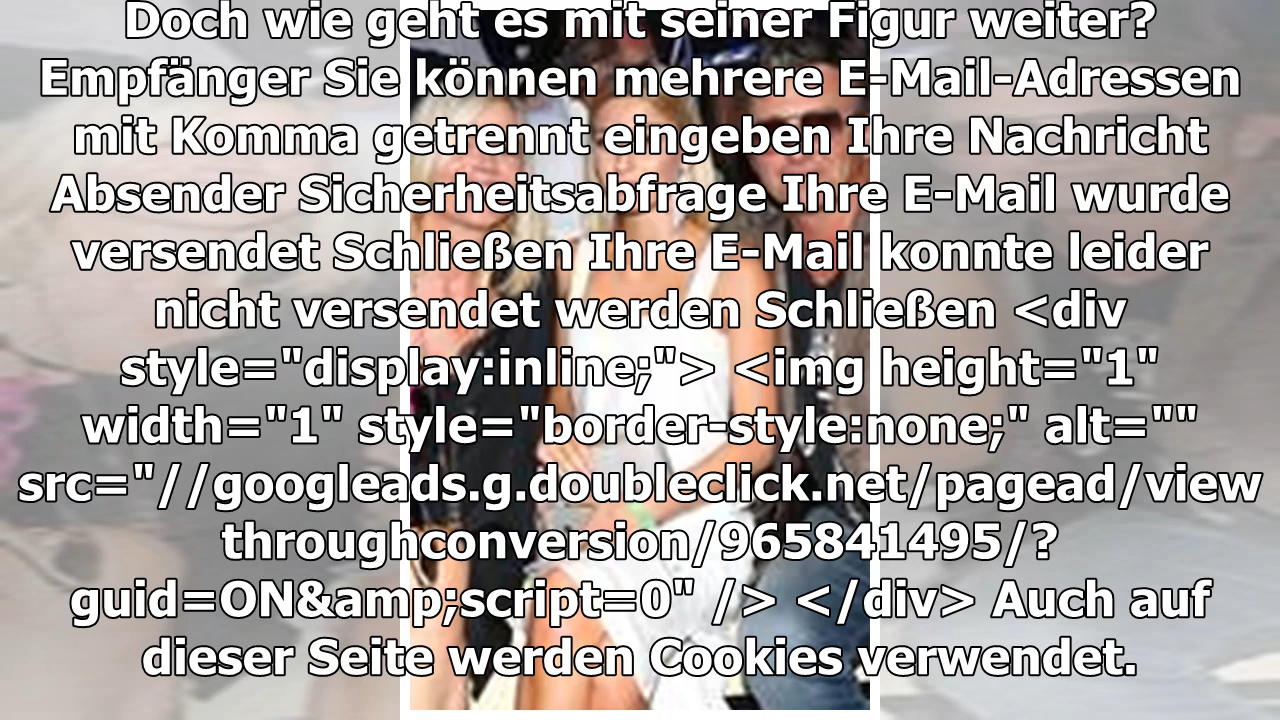 Doch wie geht es mit seiner Figur weiter?
Empfänger Sie können mehrere E-Mail-Adressen
mit Komma getrennt eingeben Ihre Nachricht
Absender Sicherheitsabfrage Ihre E-Mail wurde
versendet Schließen Ihre E-Mail konnte leider
nicht versendet werden Schließen <div
style="display:inline;"> <img height="1"
width="1" style="border-style:none;" alt=""
src="//googleads.g.doubleclick.net/pagead/view
throughconversion/965841495/?
guid=ON&amp;script=0" /> </div> Auch auf
dieser Seite werden Cookies verwendet.